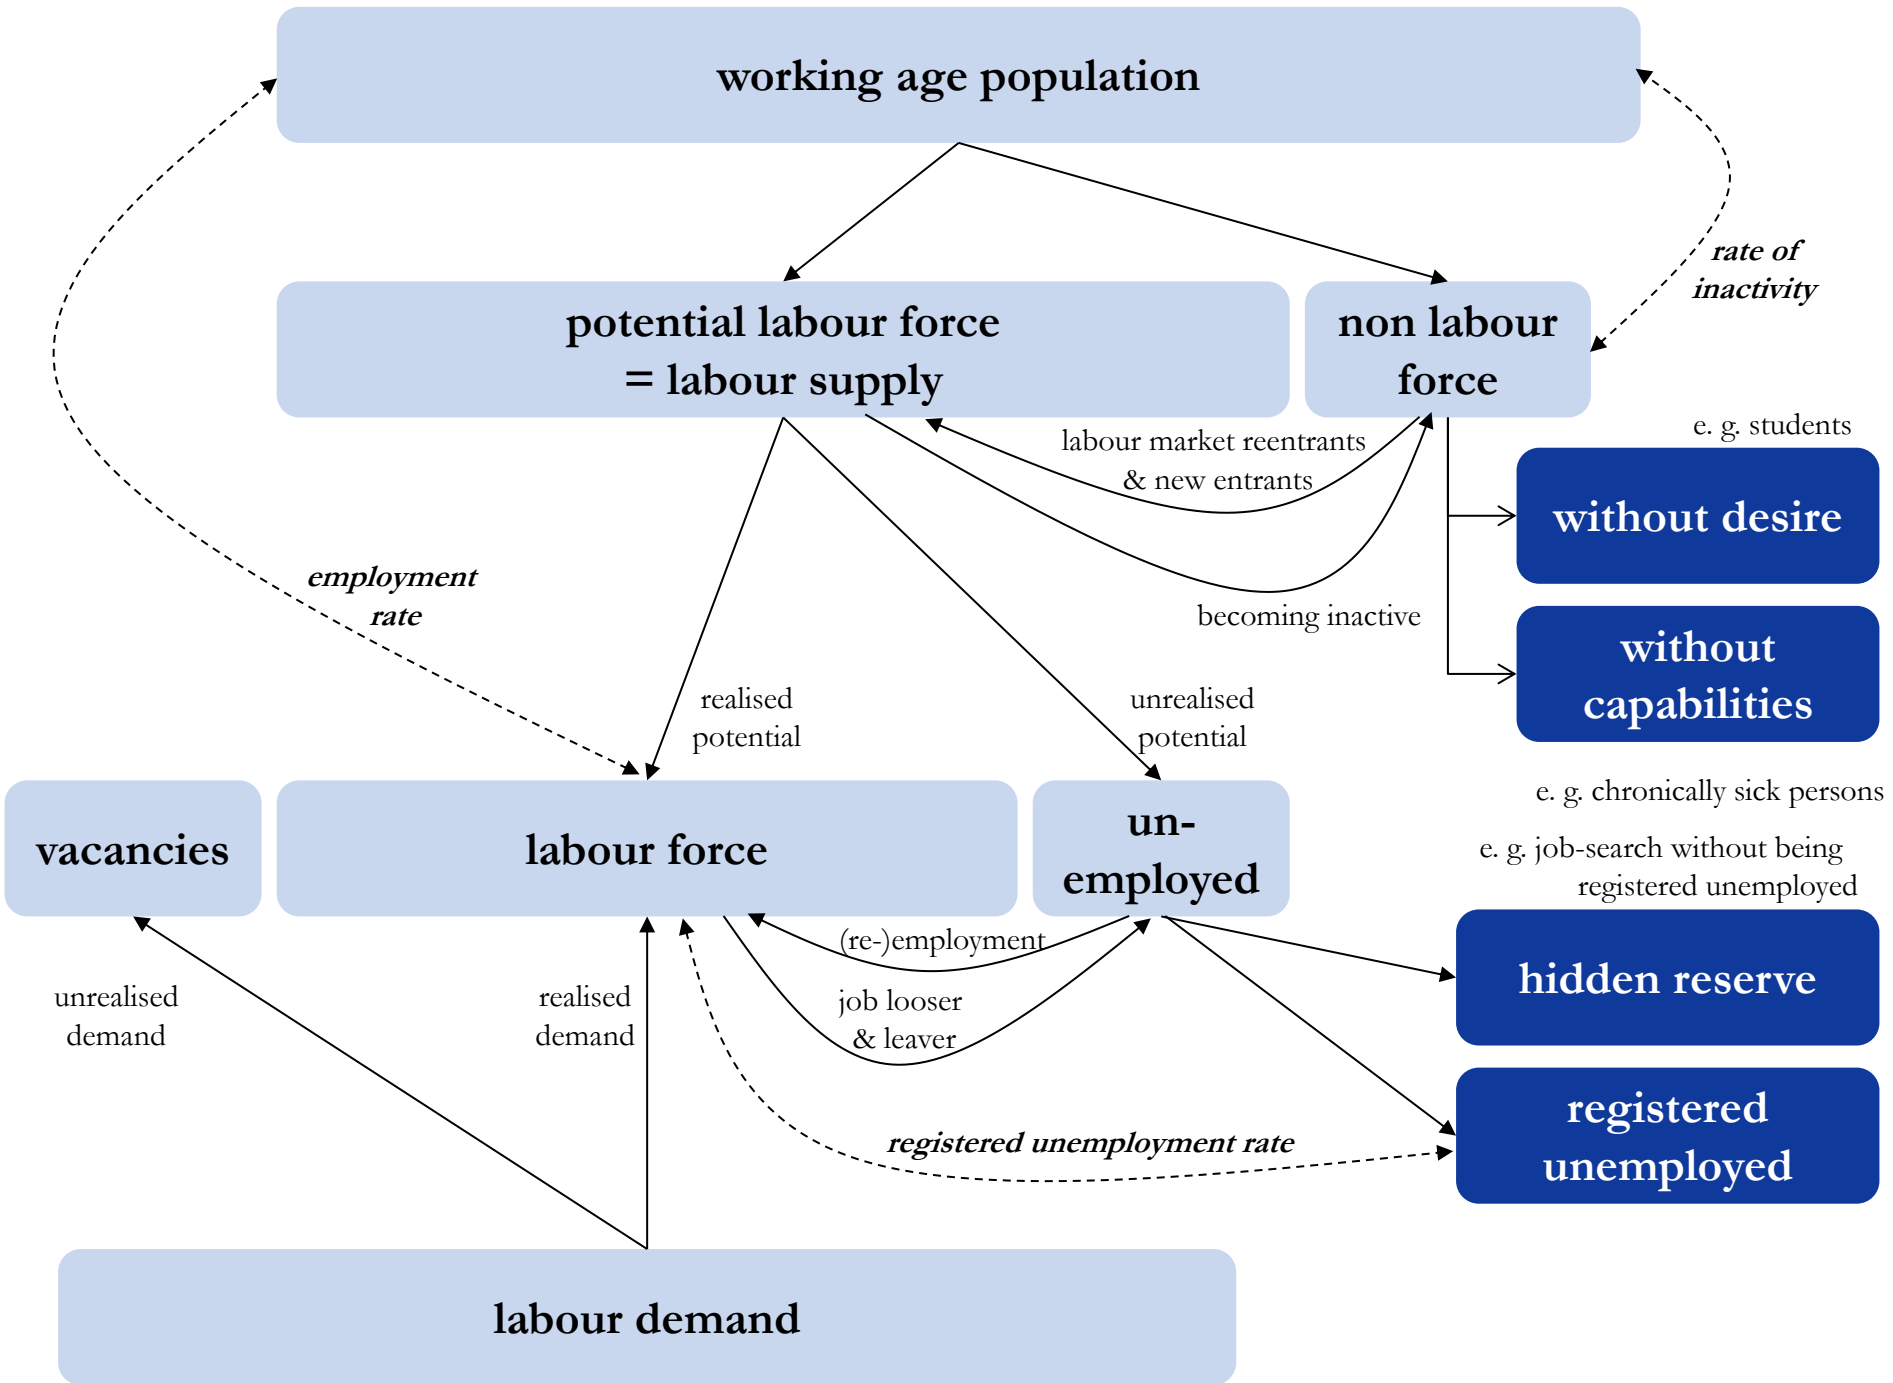 working age population
rate of
inactivity
potential labour force
= labour supply
non labour
force
e. g. students
labour market reentrants
& new entrants
without desire
employment
rate
becoming inactive
without
capabilities
realised
potential
unrealised
potential
e. g. chronically sick persons
vacancies
labour force
un-
employed
e. g. job-search without being
registered unemployed
(re-)employment
hidden reserve
unrealised
demand
realised
demand
job looser
& leaver
registered unemployment rate
registered
unemployed
labour demand